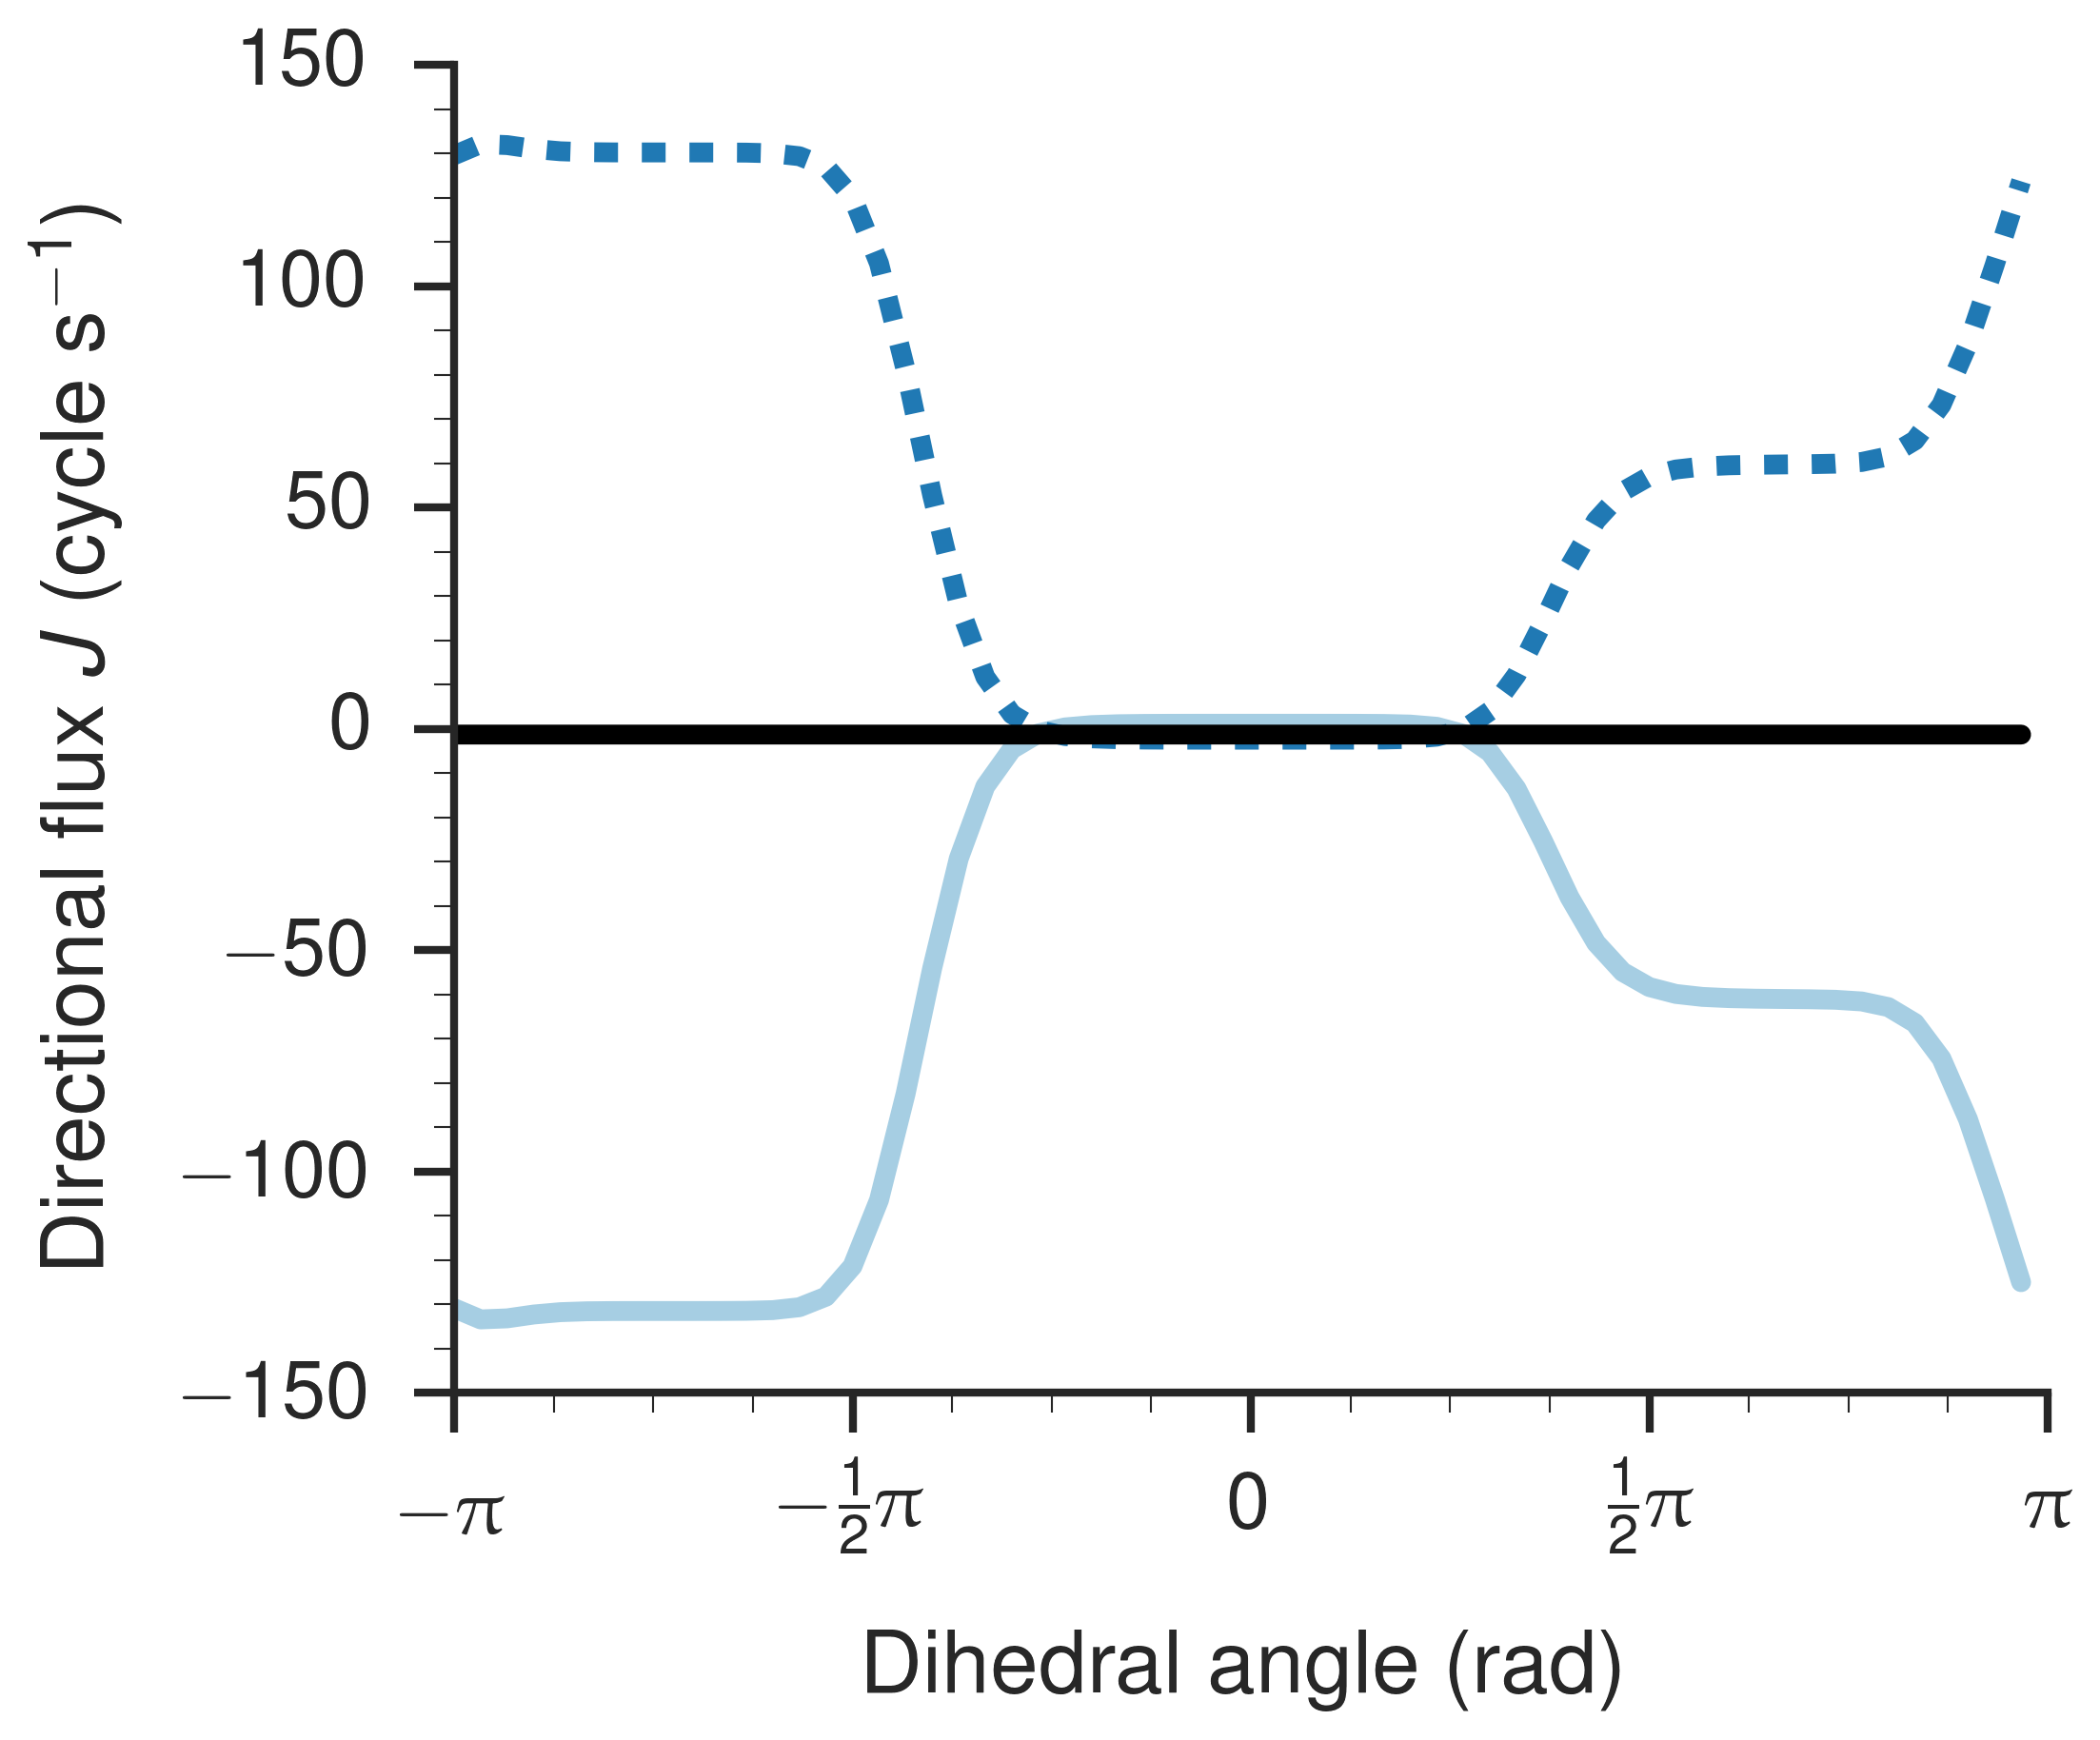 Directional flux J (cycle s⁻¹)
150
100
50
0
−50
−100
−150
−π
−1/2π
0
1/2π
π
Dihedral angle (rad)